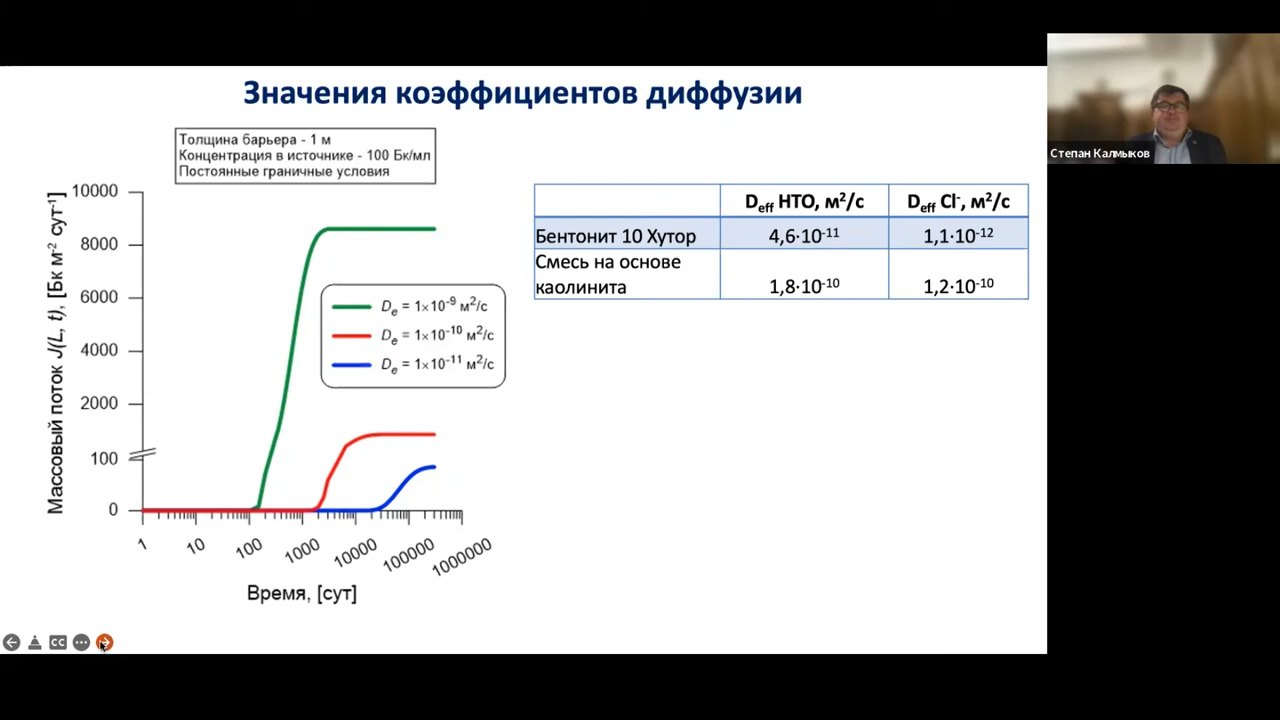 Значения коэффициентов диффузии
Степан Калмыков
Толщина барьера - 1 м
Концентрация в источнике - 100 Бк/мл
Постоянные граничные условия
Массовый поток J(L, t), [Бк м⁻² сут⁻¹]
10000
8000
6000
4000
2000
100
0
Dₑ = 1×10⁻⁹ м²/с
Dₑ = 1×10⁻¹⁰ м²/с
Dₑ = 1×10⁻¹¹ м²/с
1 10 100 1000 10000 100000 1000000
Время, [сут]
D_eff HTO, м²/с D_eff Cl⁻, м²/с
Бентонит 10 Хутор 4,6·10⁻¹¹ 1,1·10⁻¹²
Смесь на основе
каолинита 1,8·10⁻¹⁰ 1,2·10⁻¹⁰
CC